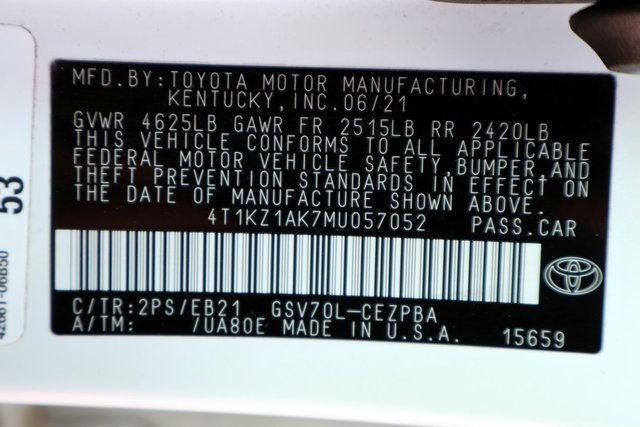 MFD.BY:TOYOTA MOTOR MANUFACTURING,
KENTUCKY, INC.06/21
GVWR 4625LB GAWR FR 2515LB RR 2420LB
THIS VEHICLE CONFORMS TO ALL APPLICABLE
FEDERAL MOTOR VEHICLE SAFETY,BUMPER,AND
THEFT PREVENTION STANDARDS IN EFFECT ON
THE DATE OF MANUFACTURE SHOWN ABOVE.
4T1KZ1AK7MU057052 PASS.CAR
C/TR:2PS/EB21 GSV70L-CEZPBA
A/TM: /UA80E MADE IN U.S.A. 15659
53
42661-06B50